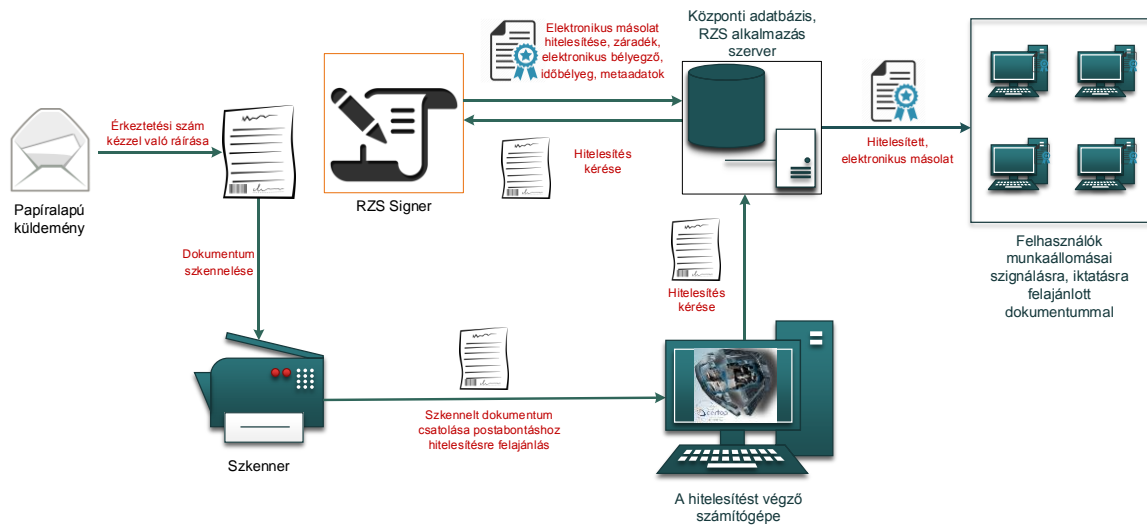 Elektronikus másolat
hitelesítése, záradék,
elektronikus bélyegző,
időbélyeg, metaadatok
Központi adatbázis,
RZS alkalmazás
szerver
Érkeztetési szám
kézzel való ráírása
Hitelesítés
kérése
Hitelesített,
elektronikus másolat
Papíralapú
küldemény
RZS Signer
Dokumentum
szkennelése
Hitelesítés
kérése
Felhasználók
munkaállomásai
szignálásra, iktatásra
felajánlott
dokumentummal
Szkennelt dokumentum
csatolása postabontáshoz
hitelesítésre felajánlás
certop
Szkenner
A hitelesítést végző
számítógépe